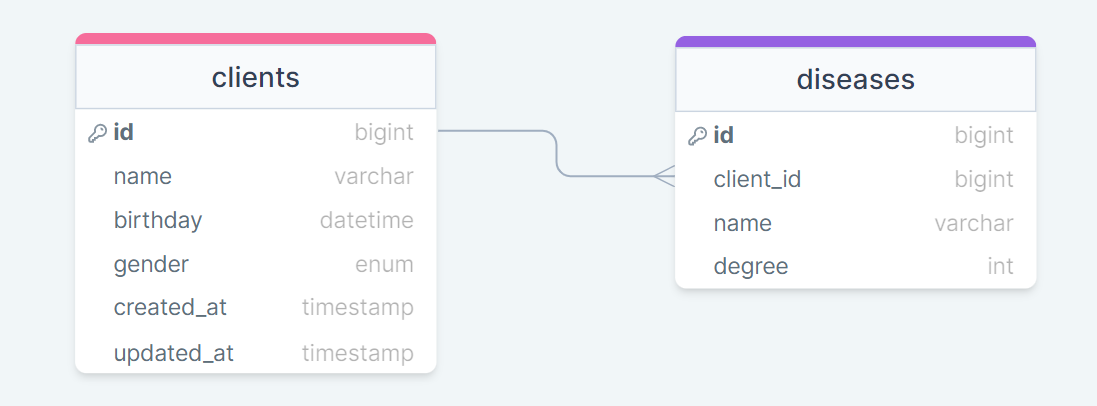 clients
id bigint
name varchar
birthday datetime
gender enum
created_at timestamp
updated_at timestamp
diseases
id bigint
client_id bigint
name varchar
degree int